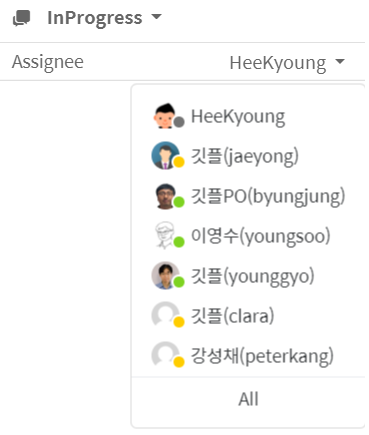 InProgress
Assignee HeeKyoung
HeeKyoung
깃플(jaeyong)
깃플PO(byungjung)
이영수(youngsoo)
깃플(younggyo)
깃플(clara)
강성채(peterkang)
All